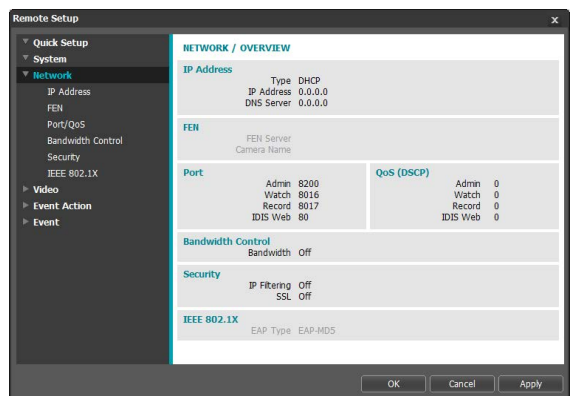 Remote Setup
x
Quick Setup
System
Network
IP Address
FEN
Port/QoS
Bandwidth Control
Security
IEEE 802.1X
Video
Event Action
Event
NETWORK / OVERVIEW
IP Address
Type DHCP
IP Address 0.0.0.0
DNS Server 0.0.0.0
FEN
FEN Server
Camera Name
Port
Admin 8200
Watch 8016
Record 8017
IDIS Web 80
QoS (DSCP)
Admin 0
Watch 0
Record 0
IDIS Web 0
Bandwidth Control
Bandwidth Off
Security
IP Filtering Off
SSL Off
IEEE 802.1X
EAP Type EAP-MD5
OK Cancel Apply